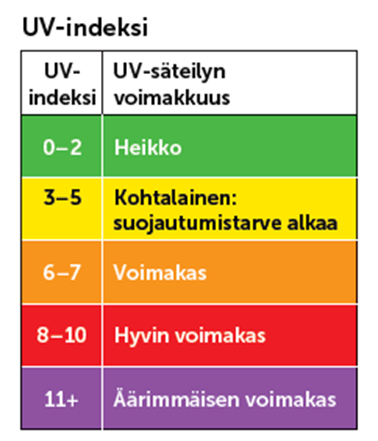 UV-indeksi
UV-
indeksi
UV-säteilyn
voimakkuus
0–2 Heikko
3–5 Kohtalainen:
suojautumistarve alkaa
6–7 Voimakas
8–10 Hyvin voimakas
11+ Äärimmäisen voimakas